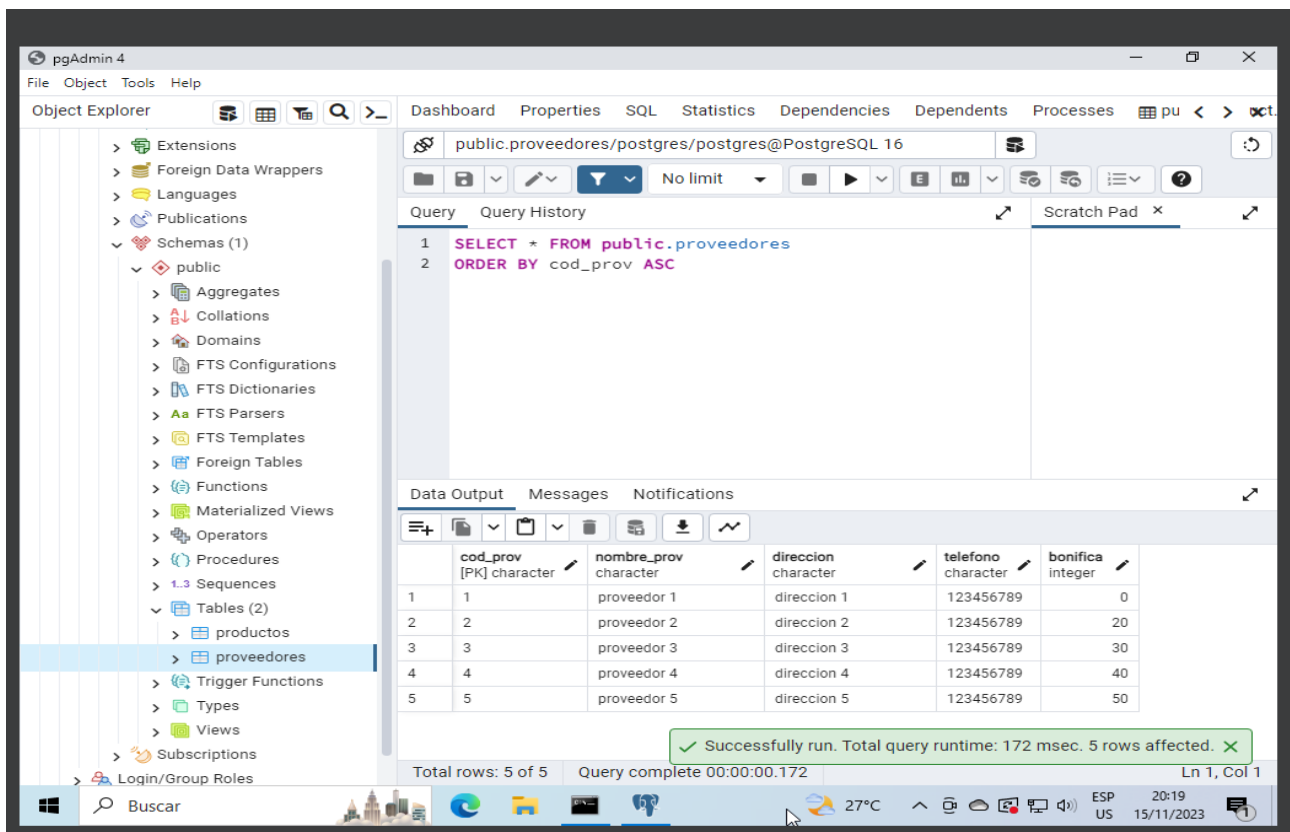 pgAdmin 4
File Object Tools Help
Object Explorer
Dashboard Properties SQL Statistics Dependencies Dependents Processes pu ct.
Extensions
Foreign Data Wrappers
Languages
Publications
Schemas (1)
public
Aggregates
Collations
Domains
FTS Configurations
FTS Dictionaries
Aa FTS Parsers
FTS Templates
Foreign Tables
Functions
Materialized Views
Operators
Procedures
1..3 Sequences
Tables (2)
productos
proveedores
Trigger Functions
Types
Views
Subscriptions
Login/Group Roles
public.proveedores/postgres/postgres@PostgreSQL 16
No limit
E
Query Query History
Scratch Pad
1 SELECT * FROM public.proveedores
2 ORDER BY cod_prov ASC
Data Output Messages Notifications
cod_prov nombre_prov direccion telefono bonifica
[PK] character character character character integer
1 1 proveedor 1 direccion 1 123456789 0
2 2 proveedor 2 direccion 2 123456789 20
3 3 proveedor 3 direccion 3 123456789 30
4 4 proveedor 4 direccion 4 123456789 40
5 5 proveedor 5 direccion 5 123456789 50
Successfully run. Total query runtime: 172 msec. 5 rows affected.
Total rows: 5 of 5 Query complete 00:00:00.172 Ln 1, Col 1
Buscar
27°C
ESP
US
20:19
15/11/2023
1